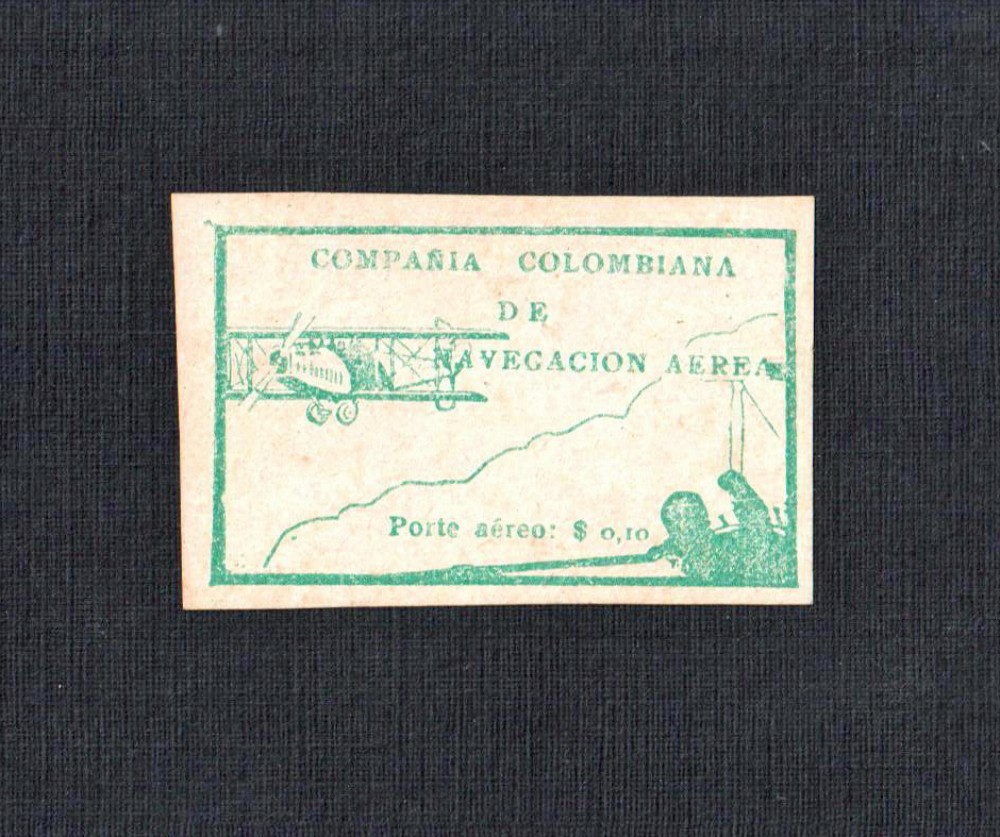 COMPAÑIA COLOMBIANA
DE
NAVEGACION AEREA
Porte aéreo: $ 0,10